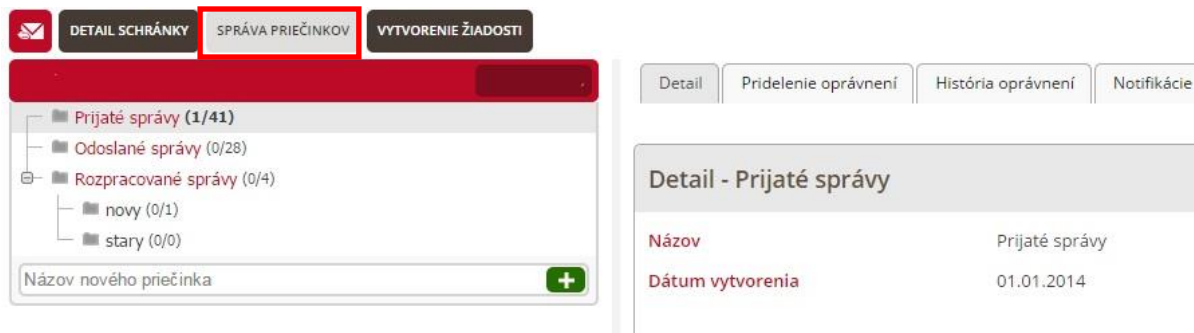 DETAIL SCHRÁNKY SPRÁVA PRIEČINKOV VYTVORENIE ŽIADOSTI
Prijaté správy (1/41)
Odoslané správy (0/28)
Rozpracované správy (0/4)
novy (0/1)
stary (0/0)
Názov nového priečinka
Detail Pridelenie oprávnení História oprávnení Notifikácie
Detail - Prijaté správy
Názov Prijaté správy
Dátum vytvorenia 01.01.2014